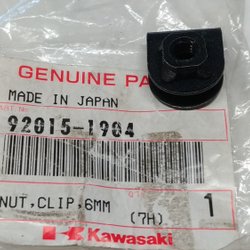 GENUINE PA
MADE IN JAPAN
92015-1904
NUT,CLIP,6MM
(7H)
1
Kawasaki